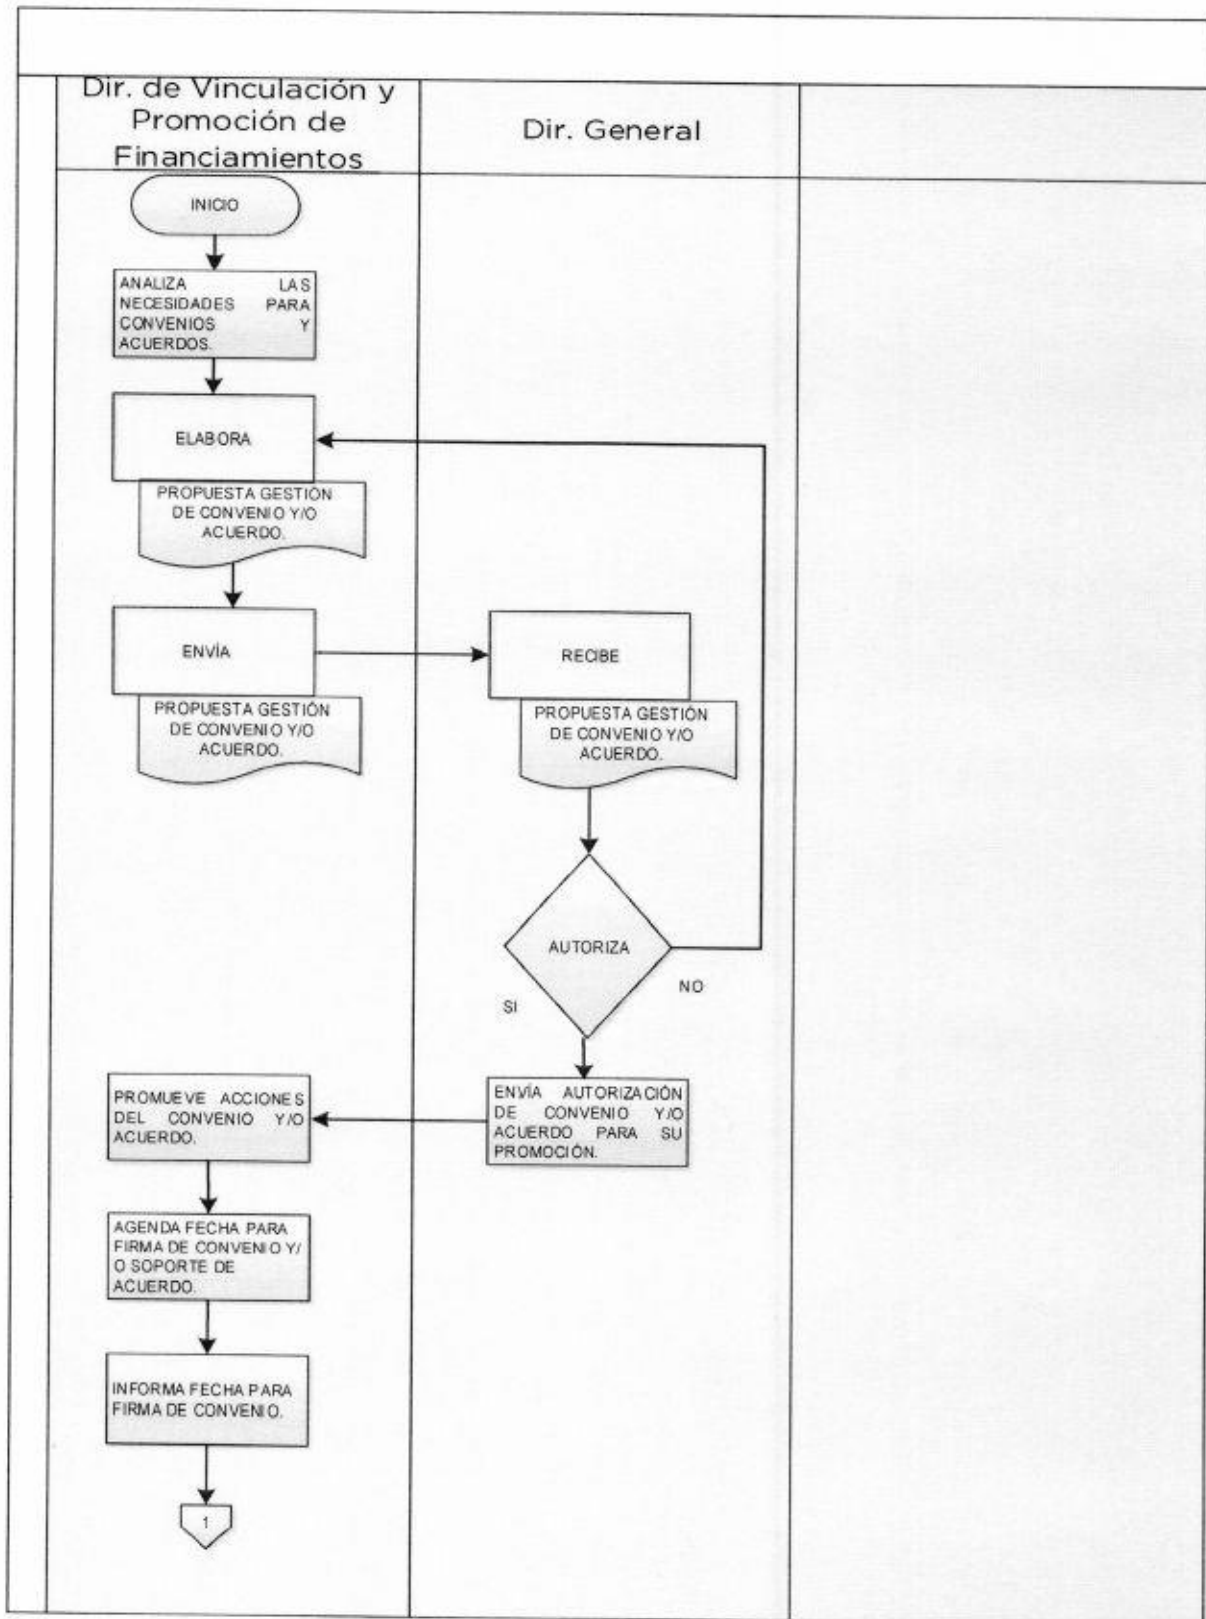 Dir. de Vinculación y
Promoción de
Financiamientos
Dir. General
INICIO
ANALIZA LAS
NECESIDADES PARA
CONVENIOS Y
ACUERDOS.
ELABORA
PROPUESTA GESTIÓN
DE CONVENIO Y/O
ACUERDO.
ENVÍA
RECIBE
PROPUESTA GESTIÓN
DE CONVENIO Y/O
ACUERDO.
PROPUESTA GESTIÓN
DE CONVENIO Y/O
ACUERDO.
AUTORIZA
NO
SI
ENVÍA AUTORIZACIÓN
DE CONVENIO Y/O
ACUERDO PARA SU
PROMOCIÓN.
PROMUEVE ACCIONES
DEL CONVENIO Y/O
ACUERDO.
AGENDA FECHA PARA
FIRMA DE CONVENIO Y/
O SOPORTE DE
ACUERDO.
INFORMA FECHA PARA
FIRMA DE CONVENIO.
1